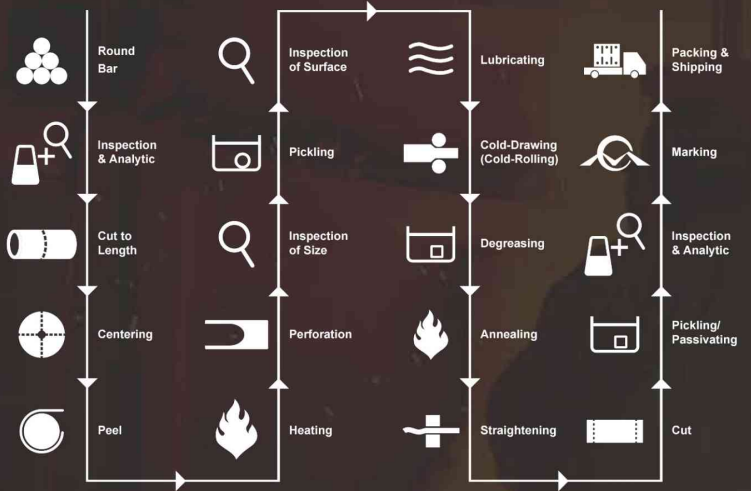 Round
Bar
Inspection
& Analytic
Cut to
Length
Centering
Peel
Heating
Perforation
Inspection
of Size
Pickling
Inspection
of Surface
Lubricating
Cold-Drawing
(Cold-Rolling)
Degreasing
Annealing
Straightening
Cut
Pickling/
Passivating
Inspection
& Analytic
Marking
Packing &
Shipping